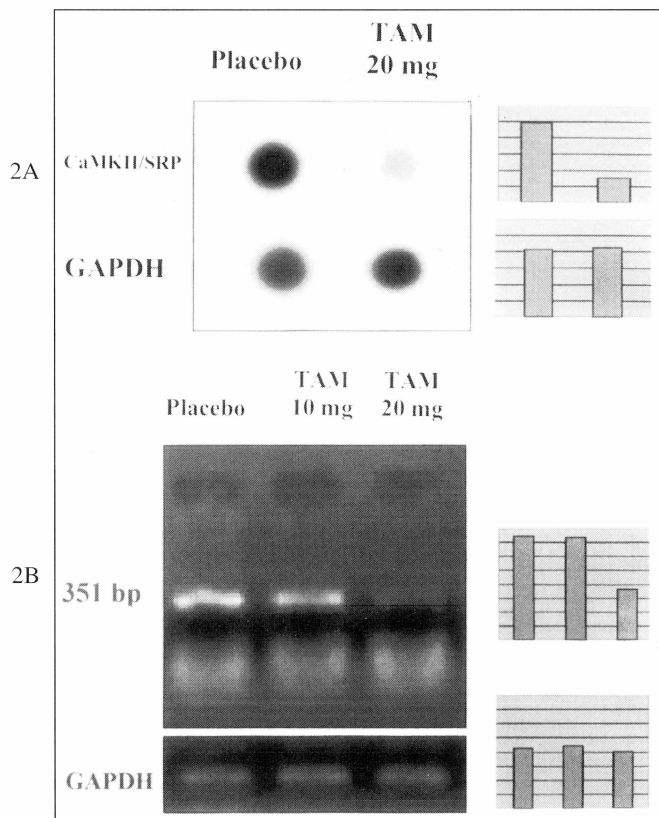 TAM
Placebo 20 mg
2A
CaMKII/SRP
GAPDH
TAM TAM
Placebo 10 mg 20 mg
2B
351 bp
GAPDH